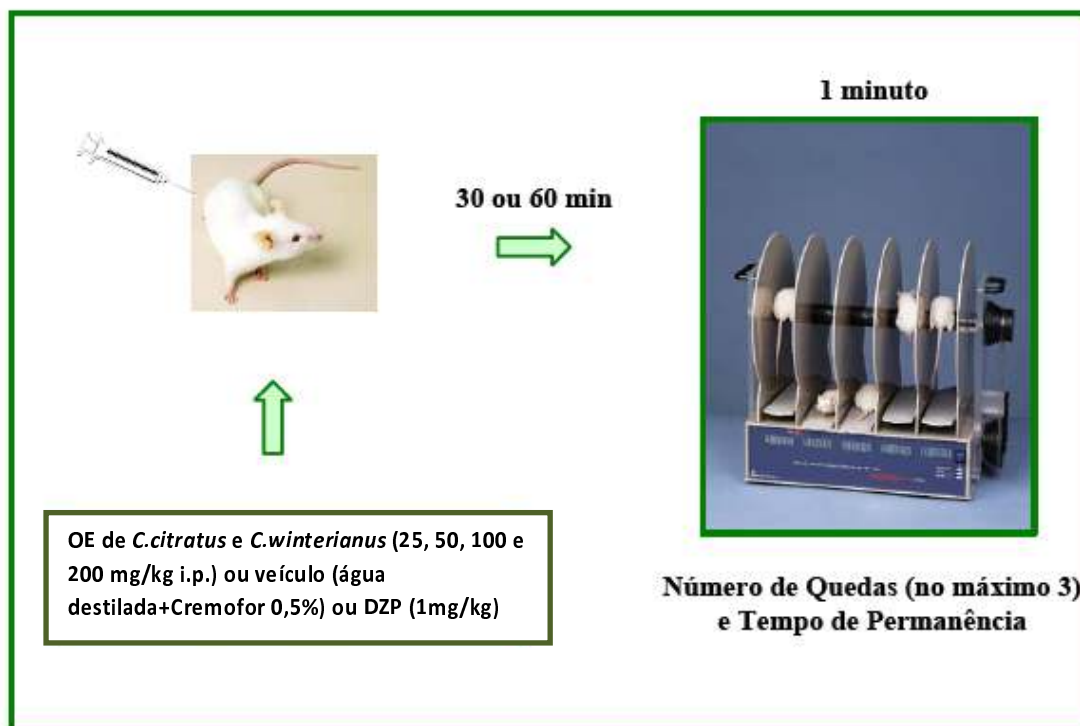 1 minuto
30 ou 60 min
OE de C.citratus e C.winterianus (25, 50, 100 e
200 mg/kg i.p.) ou veículo (água
destilada+Cremofor 0,5%) ou DZP (1mg/kg)
Número de Quedas (no máximo 3)
e Tempo de Permanência